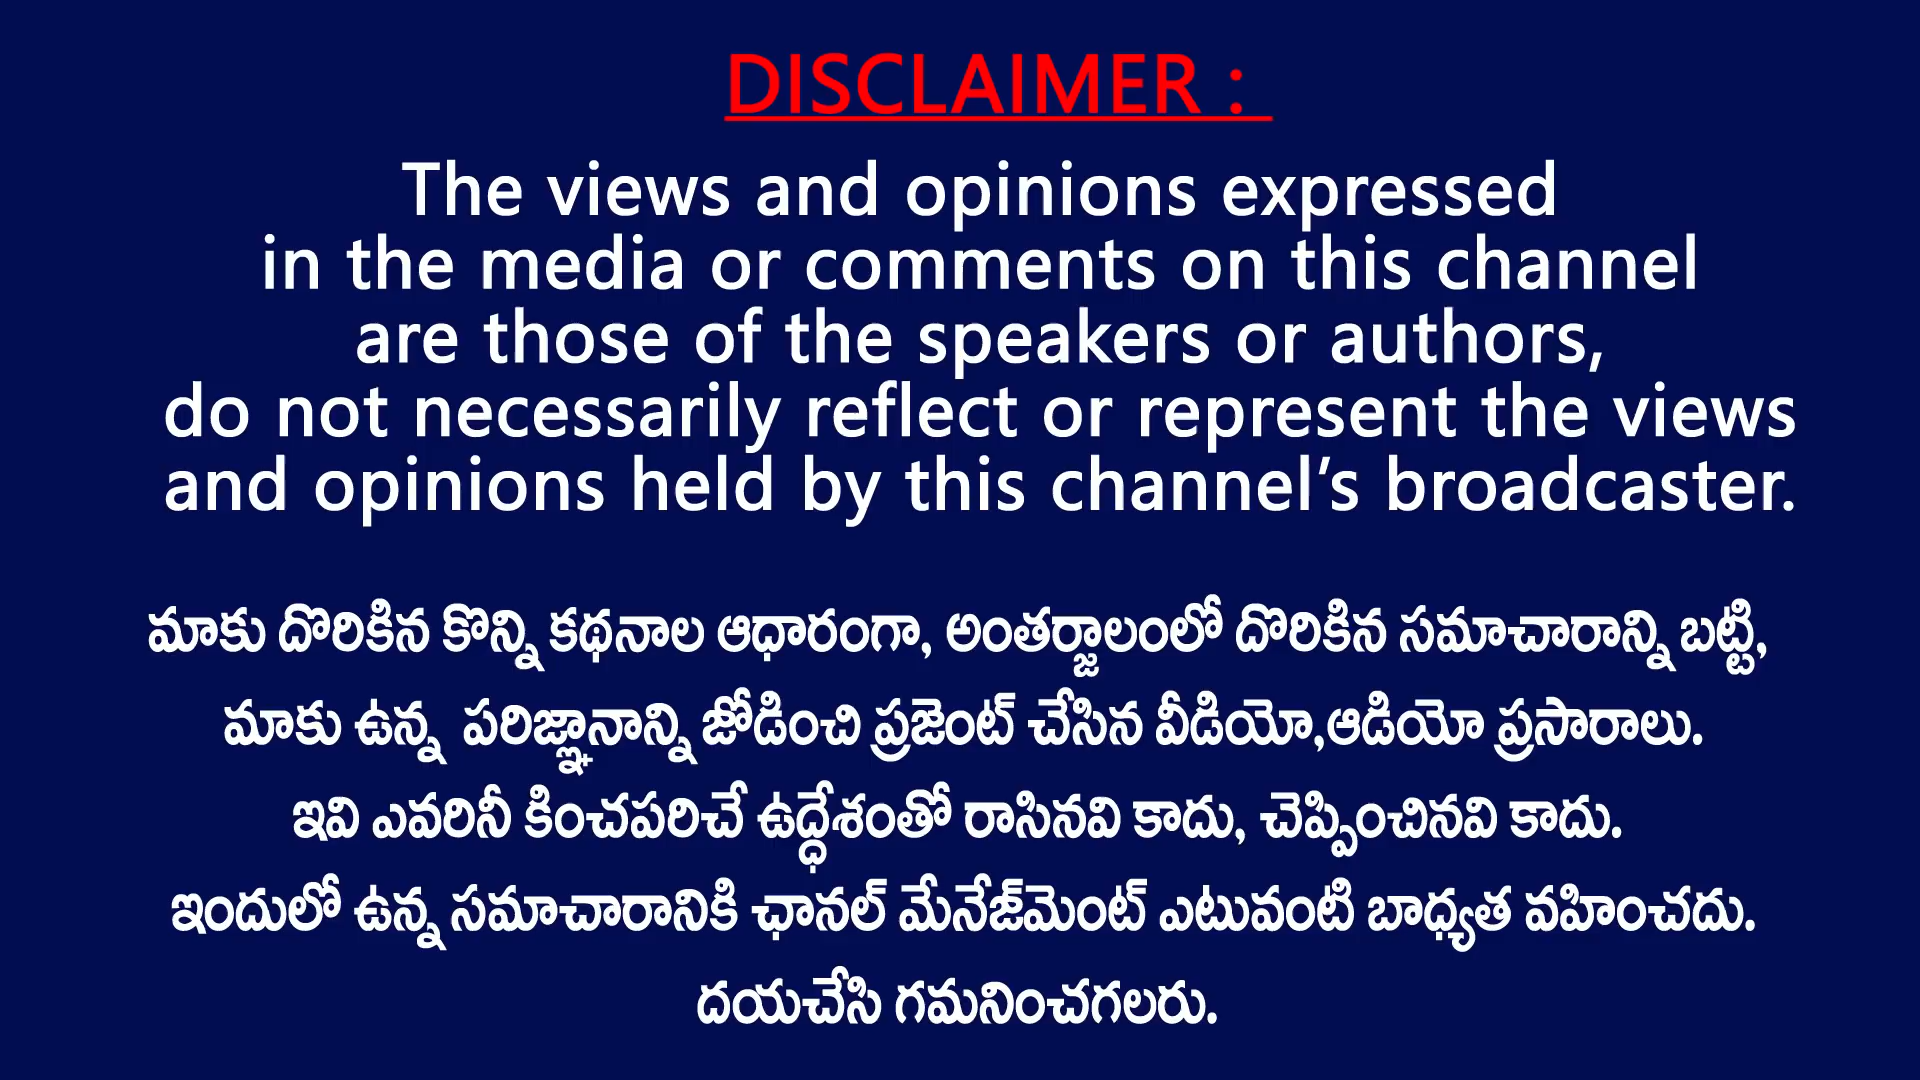 DISCLAIMER :
The views and opinions expressed
in the media or comments on this channel
are those of the speakers or authors,
do not necessarily reflect or represent the views
and opinions held by this channel’s broadcaster.
మాకు దొరికిన కొన్ని కథనాల ఆధారంగా, అంతర్జాలంలో దొరికిన సమాచారాన్ని బట్టి,
మాకు ఉన్న పరిజ్ఞానాన్ని జోడించి ప్రజెంట్ చేసిన వీడియో,ఆడియో ప్రసారాలు.
ఇవి ఎవరినీ కించపరిచే ఉద్ధేశంతో రాసినవి కాదు, చెప్పించినవి కాదు.
ఇందులో ఉన్న సమాచారానికి ఛానల్ మేనేజ్‌మెంట్ ఎటువంటి బాధ్యత వహించదు.
దయచేసి గమనించగలరు.